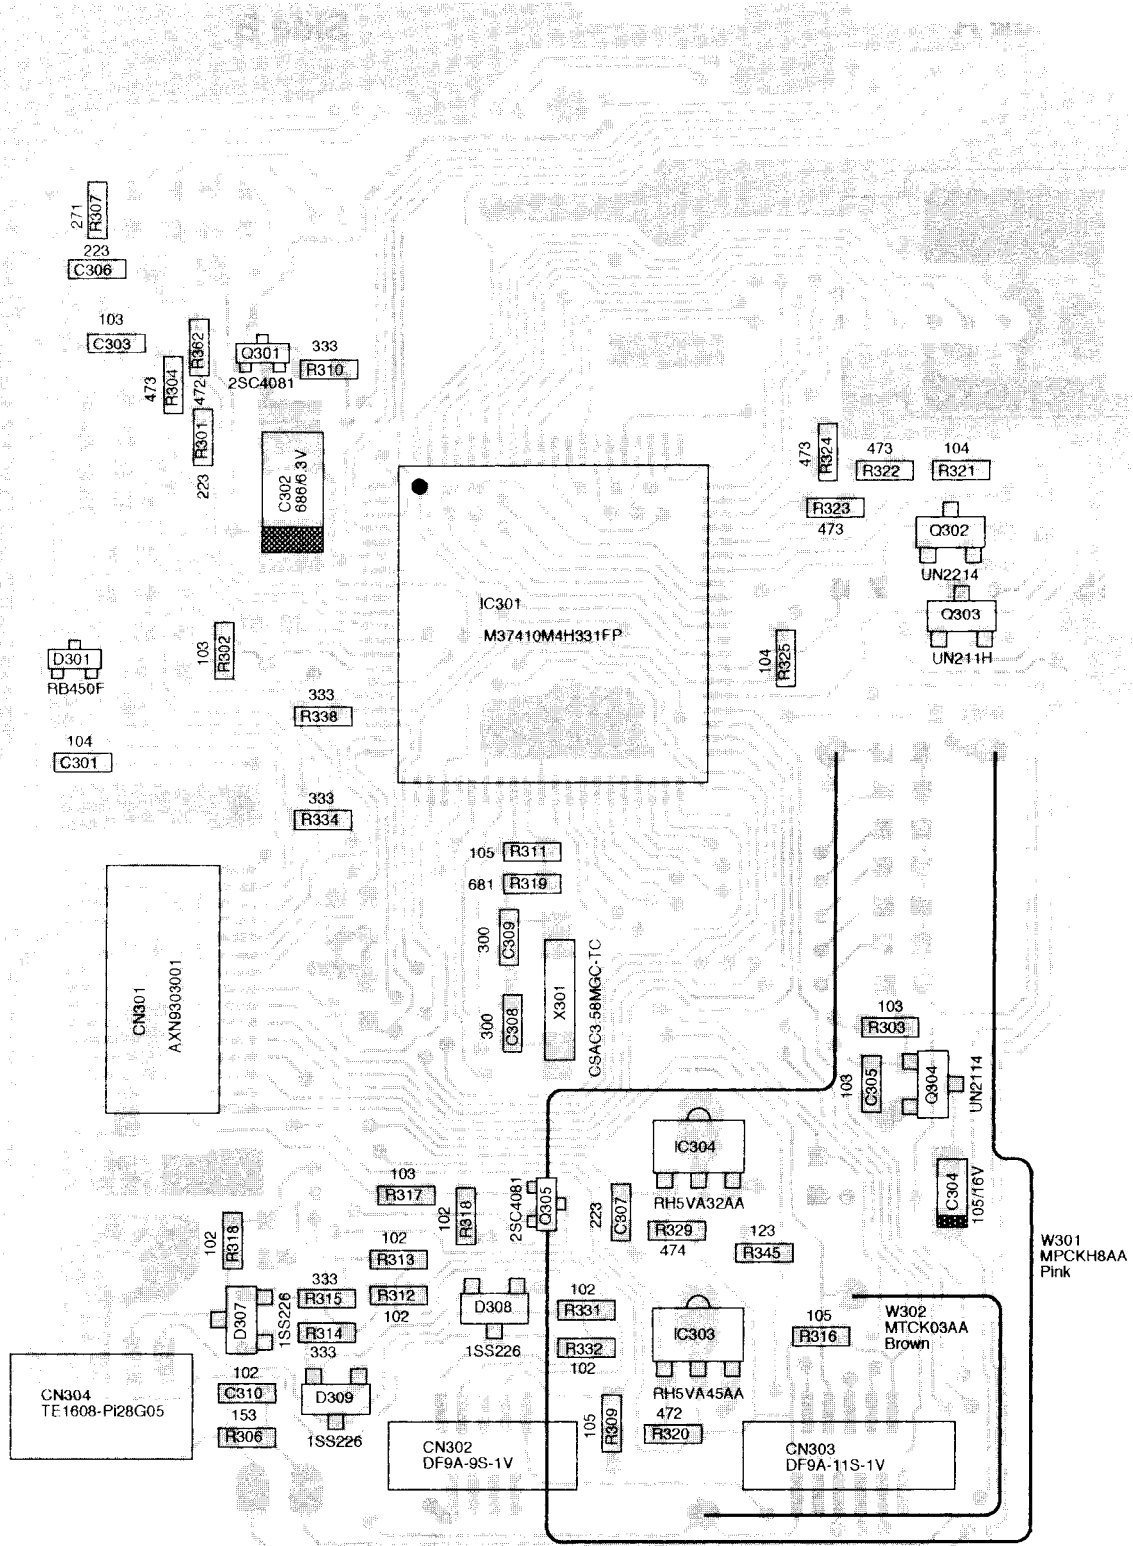 Side B
271
R307
223
C306
103
C303
R362
472
473
R304
Q301
2SC4081
333
R310
R301
223
C302
686/6.3V
473
R324
473
R322
104
R321
R323
473
Q302
UN2214
Q303
UN211H
IC301
M37410M4H331FP
103
R302
D301
RB450F
104
R325
333
R338
104
C301
333
R334
105
R311
681
R319
300
C309
300
C308
X301
CSAC3.58MGC-TC
CN301
AXN9303001
103
R303
103
C305
Q304
UN2114
IC304
RH5VA32AA
C304
105/16V
103
R317
102
R318
2SC4081
Q305
223
C307
R329
474
123
R345
W301
MPCKH8AA
Pink
102
R318
102
R313
D307
1SS226
333
R315
R312
102
D308
1SS226
102
R331
IC303
RH5VA45AA
105
R316
W302
MTCK03AA
Brown
R314
333
R332
102
CN304
TE1608-Pi28G05
102
C310
D309
1SS226
153
R306
CN302
DF9A-9S-1V
105
R309
472
R320
CN303
DF9A-11S-1V